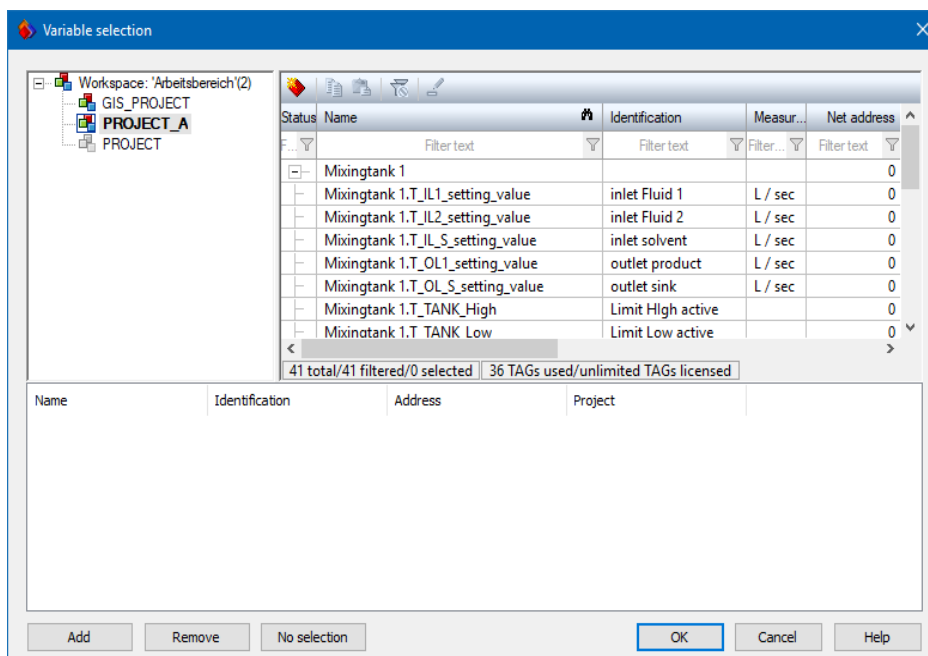 Variable selection
Workspace: 'Arbeitsbereich'(2)
GIS_PROJECT
PROJECT_A
PROJECT
Status Name Identification Measur... Net address
F... Filter text Filter text Filter... Filter text
Mixingtank 1 0
Mixingtank 1.T_IL1_setting_value inlet Fluid 1 L / sec 0
Mixingtank 1.T_IL2_setting_value inlet Fluid 2 L / sec 0
Mixingtank 1.T_IL_S_setting_value inlet solvent L / sec 0
Mixingtank 1.T_OL1_setting_value outlet product L / sec 0
Mixingtank 1.T_OL_S_setting_value outlet sink L / sec 0
Mixingtank 1.T_TANK_High Limit HIgh active 0
Mixingtank 1.T_TANK_Low Limit Low active 0
41 total/41 filtered/0 selected 36 TAGs used/unlimited TAGs licensed
Name Identification Address Project
Add Remove No selection OK Cancel Help